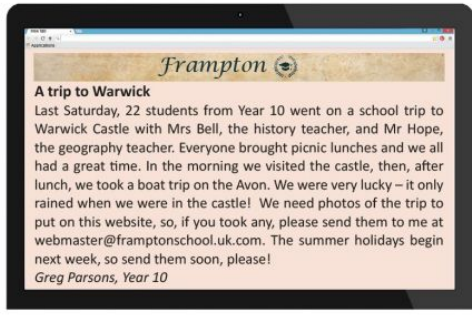 New Tab
Applications
Frampton
A trip to Warwick
Last Saturday, 22 students from Year 10 went on a school trip to
Warwick Castle with Mrs Bell, the history teacher, and Mr Hope,
the geography teacher. Everyone brought picnic lunches and we all
had a great time. In the morning we visited the castle, then, after
lunch, we took a boat trip on the Avon. We were very lucky – it only
rained when we were in the castle! We need photos of the trip to
put on this website, so, if you took any, please send them to me at
webmaster@framptonschool.uk.com. The summer holidays begin
next week, so send them soon, please!
Greg Parsons, Year 10